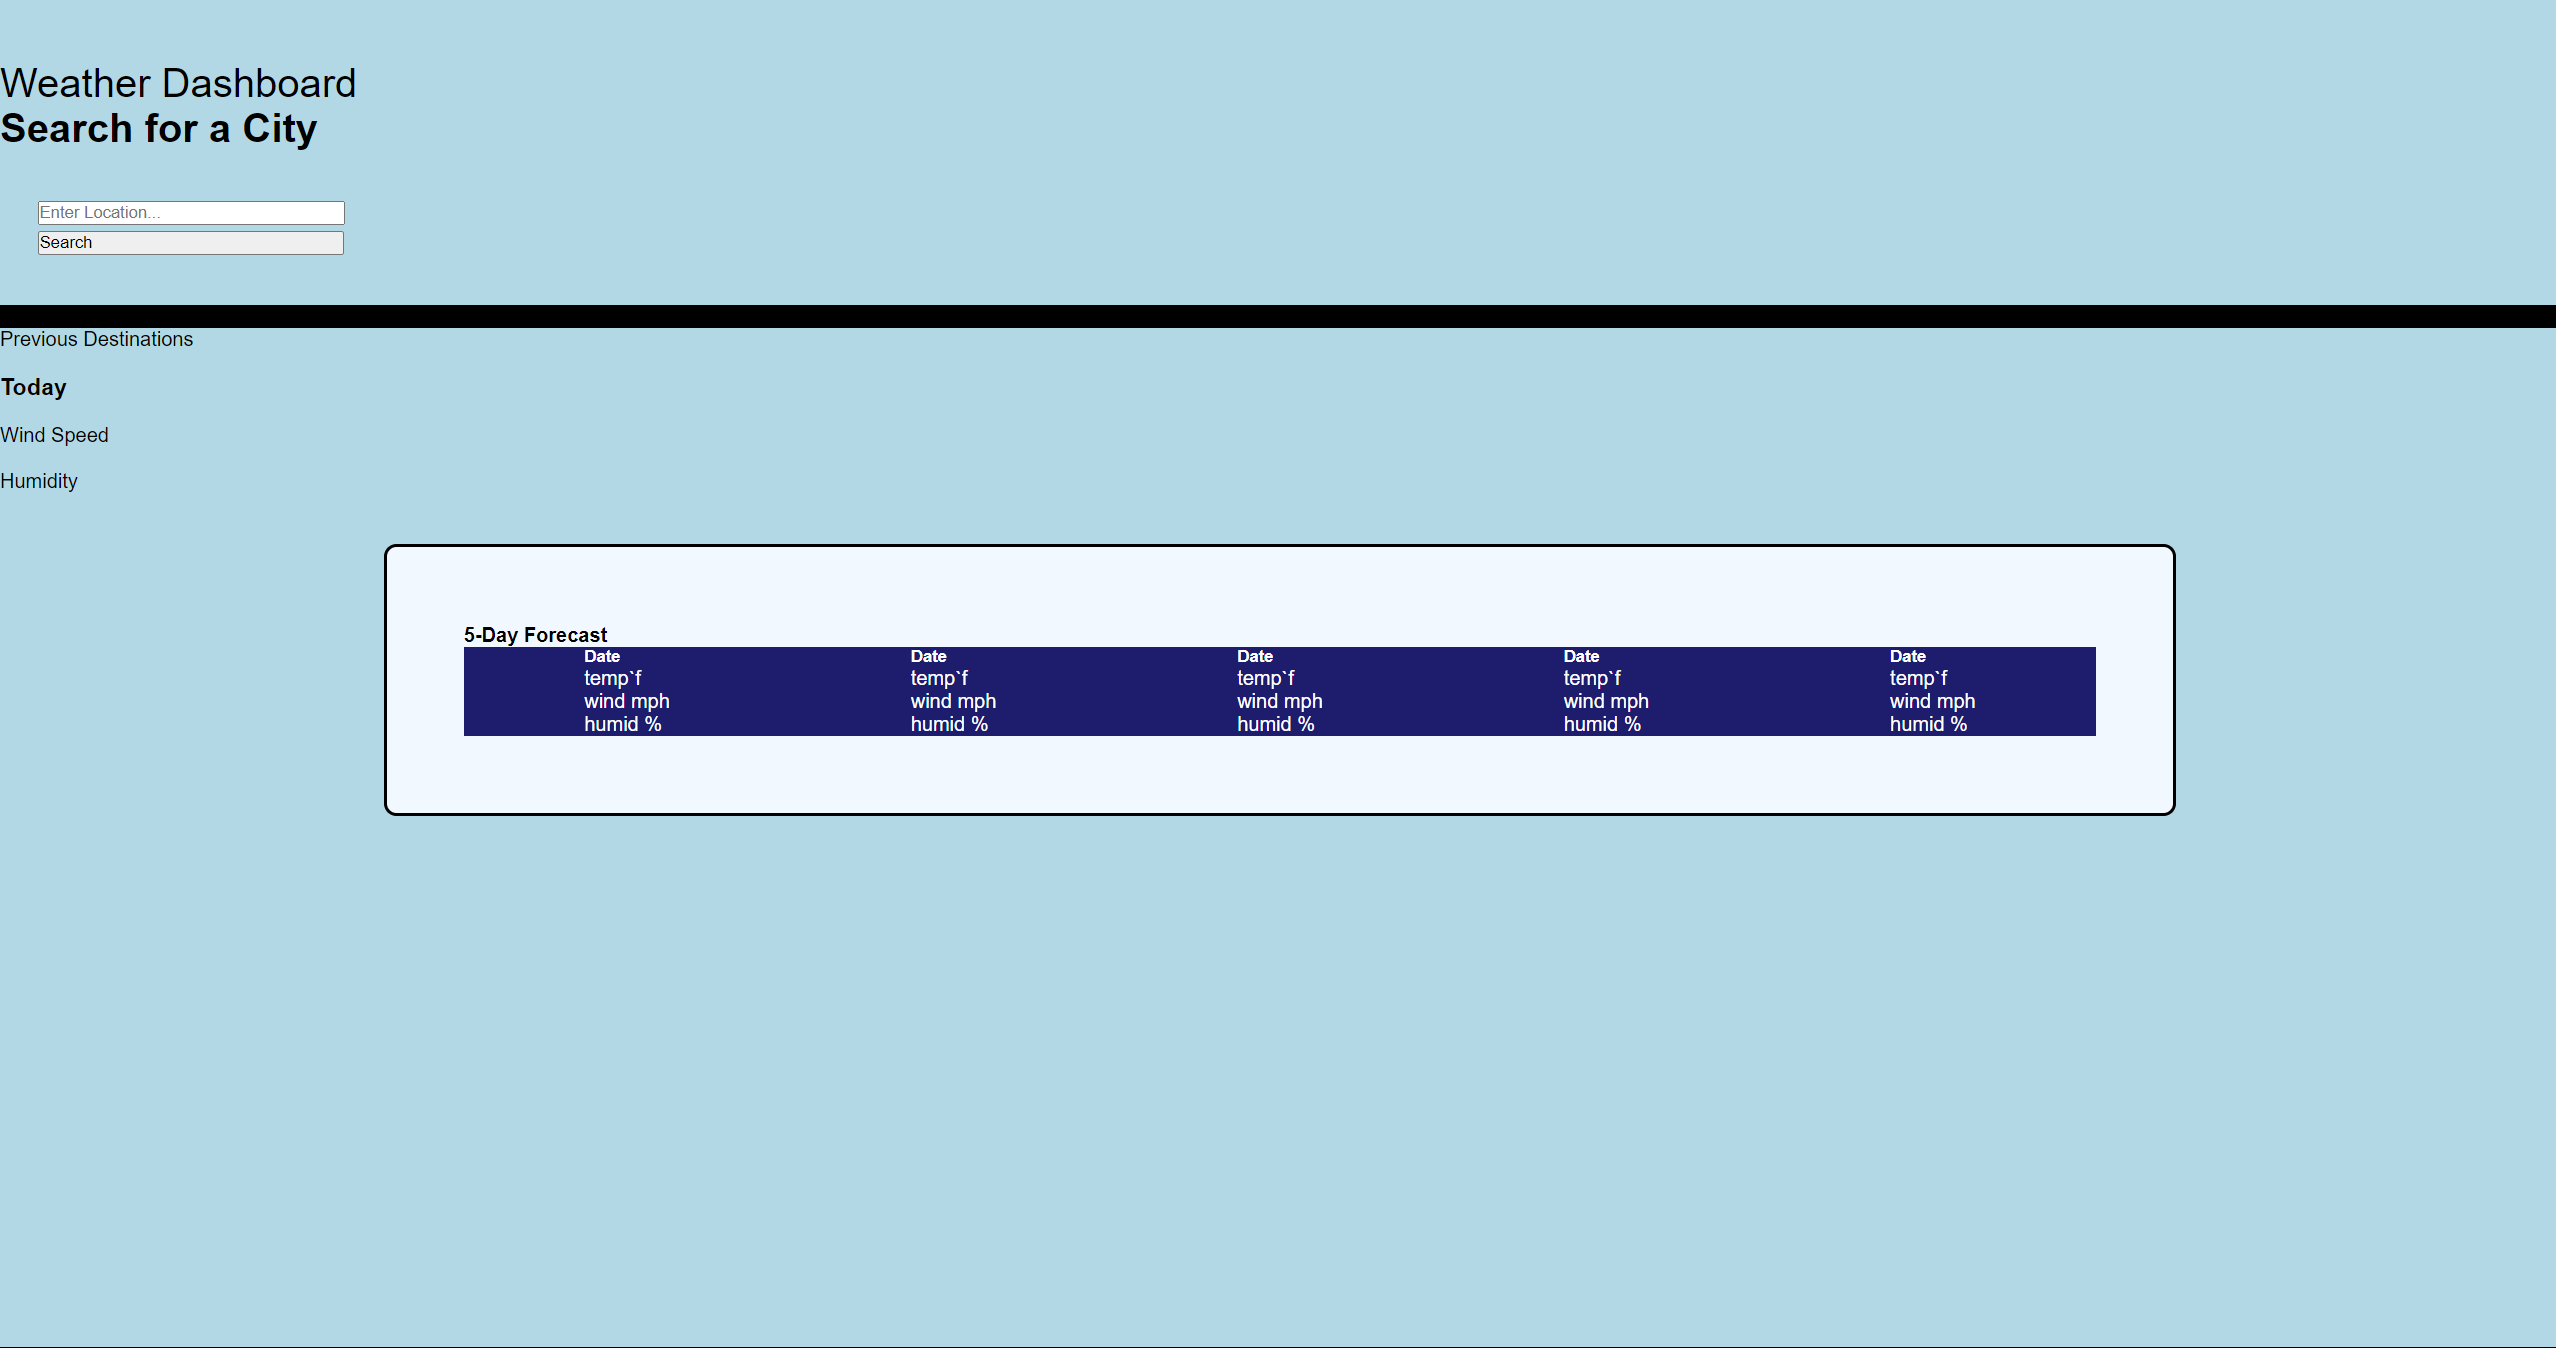 Weather Dashboard
Search for a City
Enter Location...
Search
Previous Destinations
Today
Wind Speed
Humidity
5-Day Forecast
Date Date Date Date Date
temp`f temp`f temp`f temp`f temp`f
wind mph wind mph wind mph wind mph wind mph
humid % humid % humid % humid % humid %